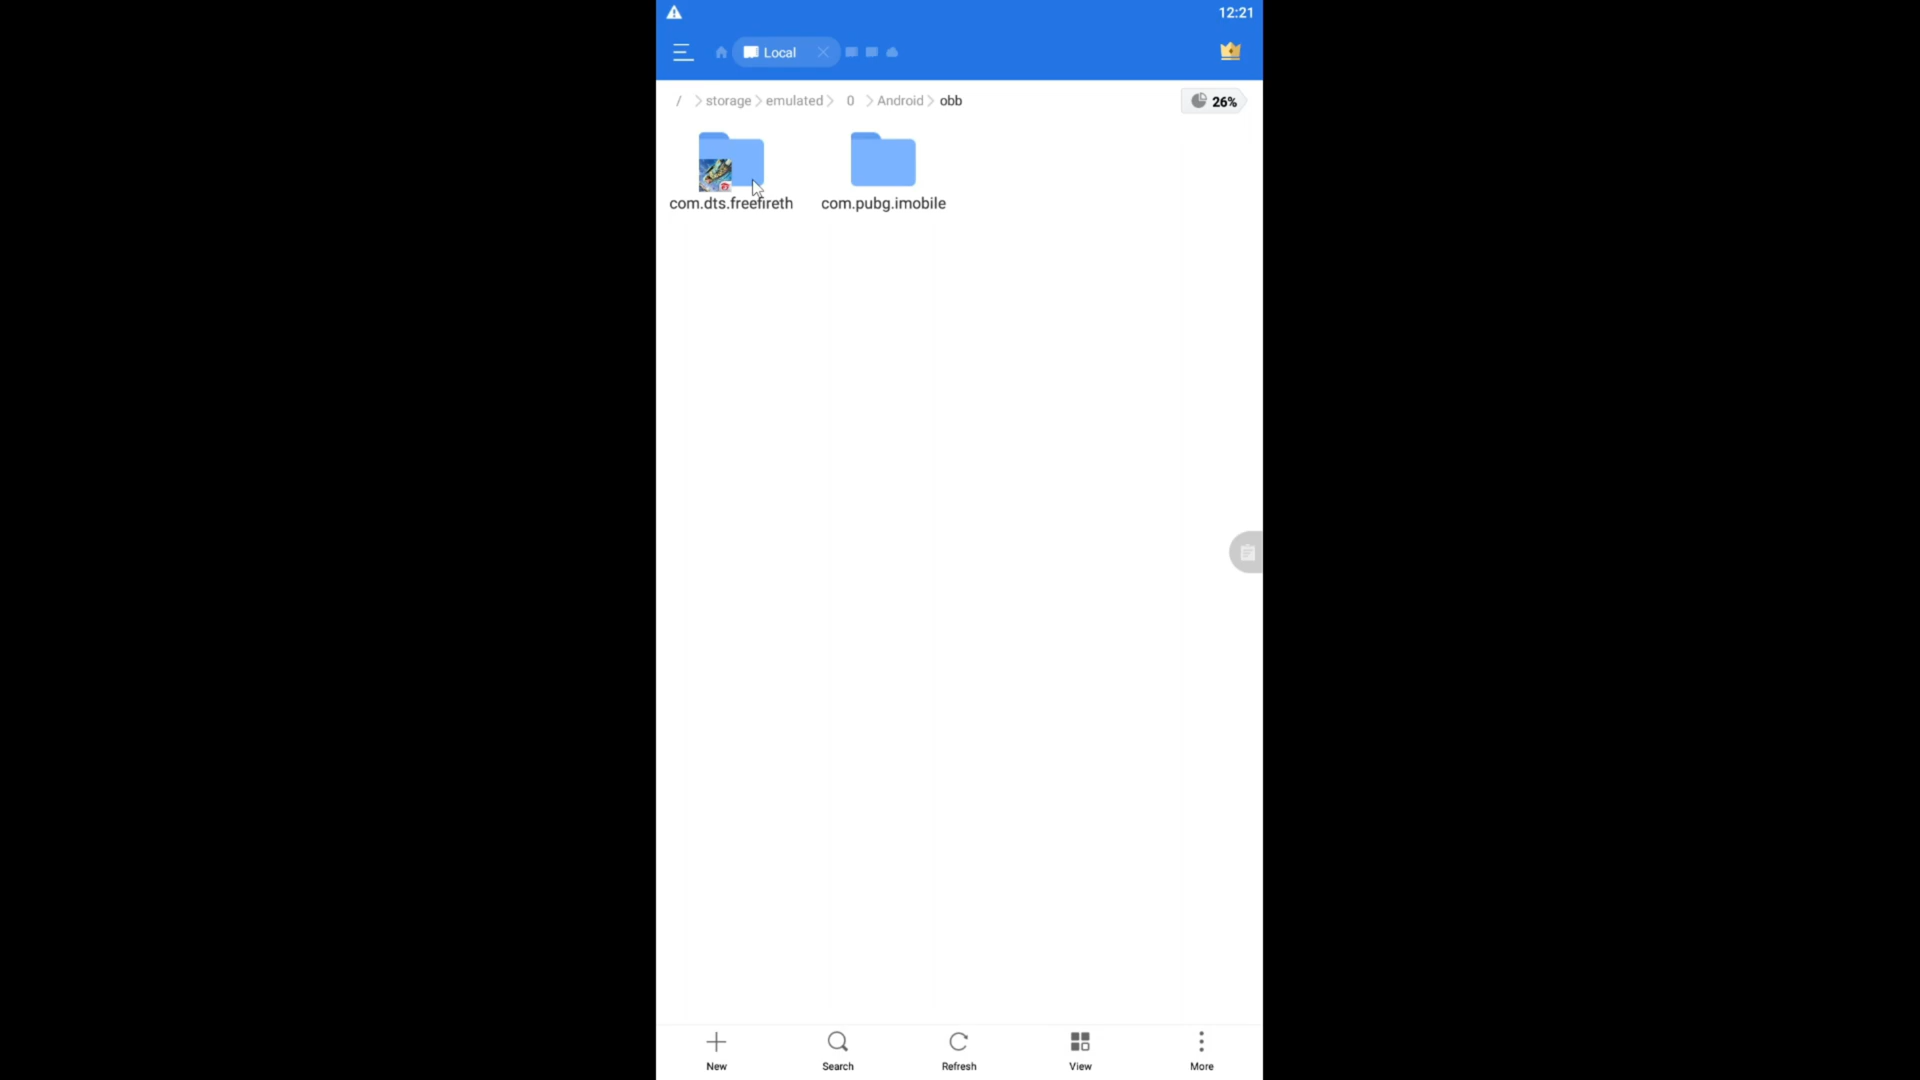 12:21
Local
/ storage emulated 0 Android obb
26%
com.dts.freefireth com.pubg.imobile
New Search Refresh View More